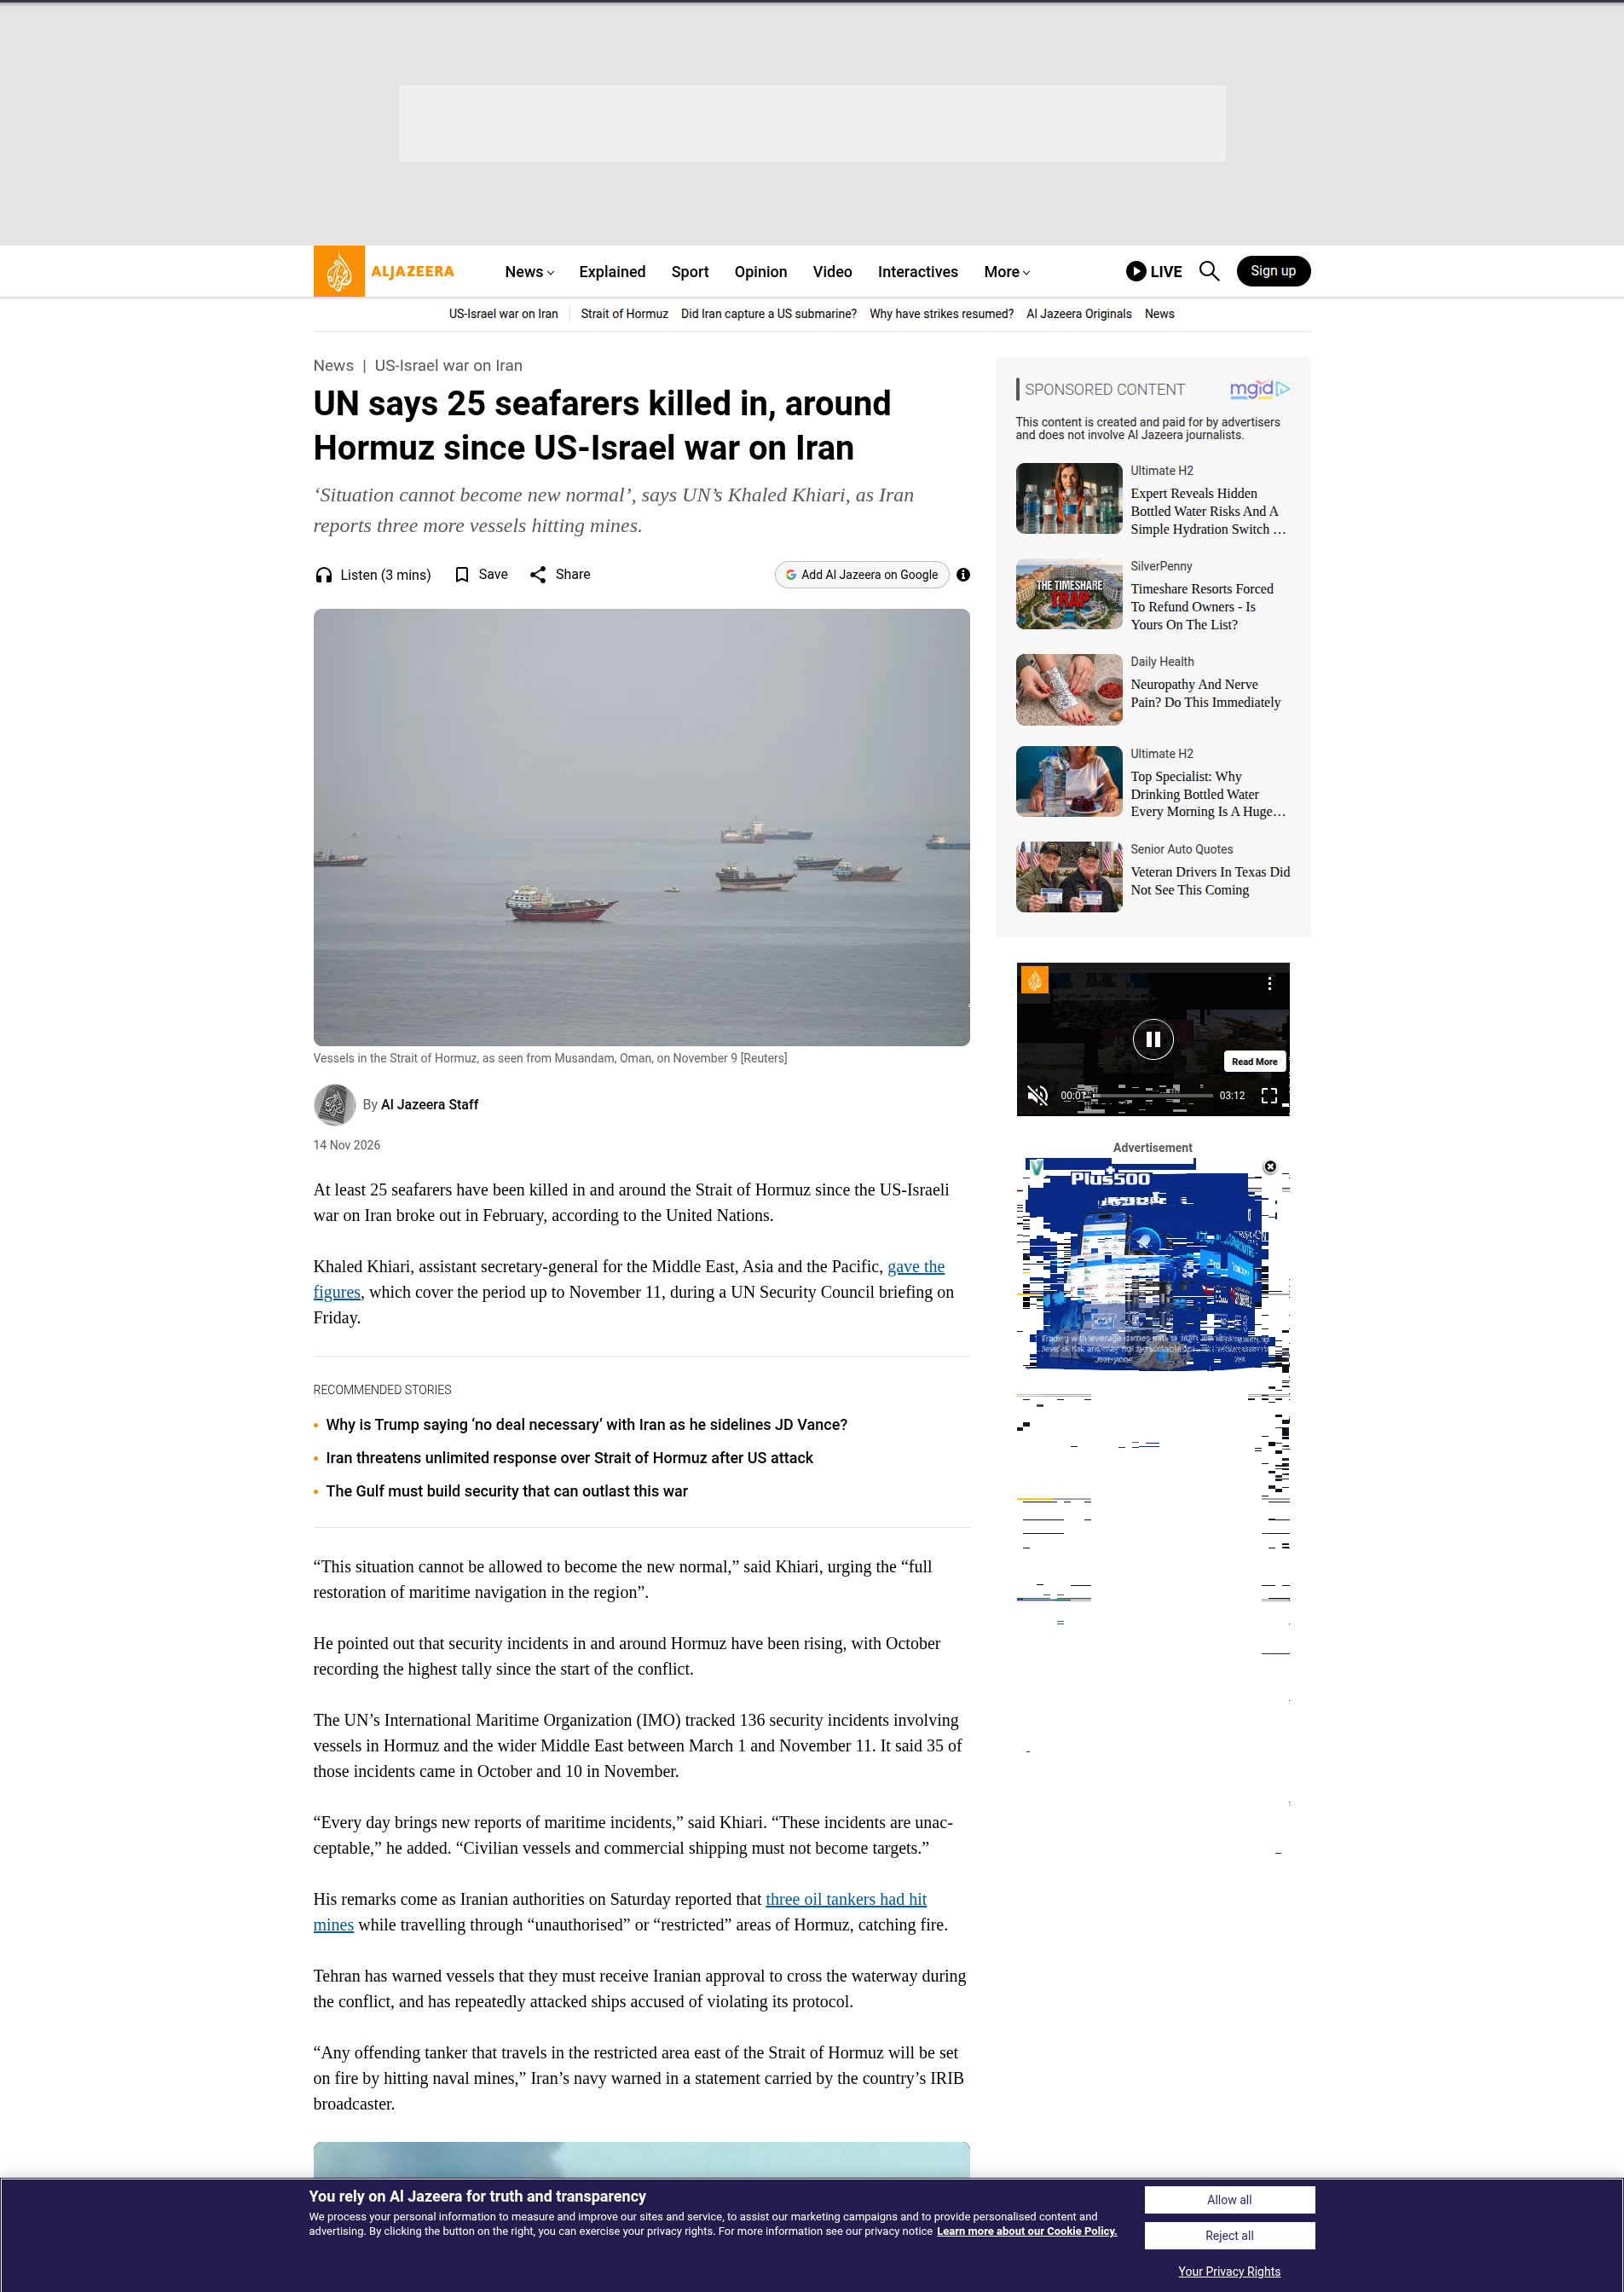 ALJAZEERA
News
Explained
Sport
Opinion
Video
Interactives
More
LIVE
Sign up
US-Israel war on Iran
Strait of Hormuz
Did Iran capture a US submarine?
Why have strikes resumed?
Al Jazeera Originals
News
News | US-Israel war on Iran
UN says 25 seafarers killed in, around
Hormuz since US-Israel war on Iran
‘Situation cannot become new normal’, says UN’s Khaled Khiari, as Iran
reports three more vessels hitting mines.
Listen (3 mins)
Save
Share
Add Al Jazeera on Google
Vessels in the Strait of Hormuz, as seen from Musandam, Oman, on November 9 [Reuters]
By Al Jazeera Staff
14 Nov 2026
At least 25 seafarers have been killed in and around the Strait of Hormuz since the US-Israeli
war on Iran broke out in February, according to the United Nations.
Khaled Khiari, assistant secretary-general for the Middle East, Asia and the Pacific, gave the
figures, which cover the period up to November 11, during a UN Security Council briefing on
Friday.
RECOMMENDED STORIES
Why is Trump saying ‘no deal necessary’ with Iran as he sidelines JD Vance?
Iran threatens unlimited response over Strait of Hormuz after US attack
The Gulf must build security that can outlast this war
“This situation cannot be allowed to become the new normal,” said Khiari, urging the “full
restoration of maritime navigation in the region”.
He pointed out that security incidents in and around Hormuz have been rising, with October
recording the highest tally since the start of the conflict.
The UN’s International Maritime Organization (IMO) tracked 136 security incidents involving
vessels in Hormuz and the wider Middle East between March 1 and November 11. It said 35 of
those incidents came in October and 10 in November.
“Every day brings new reports of maritime incidents,” said Khiari. “These incidents are unac-
ceptable,” he added. “Civilian vessels and commercial shipping must not become targets.”
His remarks come as Iranian authorities on Saturday reported that three oil tankers had hit
mines while travelling through “unauthorised” or “restricted” areas of Hormuz, catching fire.
Tehran has warned vessels that they must receive Iranian approval to cross the waterway during
the conflict, and has repeatedly attacked ships accused of violating its protocol.
“Any offending tanker that travels in the restricted area east of the Strait of Hormuz will be set
on fire by hitting naval mines,” Iran’s navy warned in a statement carried by the country’s IRIB
broadcaster.
SPONSORED CONTENT
mgid
This content is created and paid for by advertisers
and does not involve Al Jazeera journalists.
Ultimate H2
Expert Reveals Hidden
Bottled Water Risks And A
Simple Hydration Switch …
THE TIMESHARE
TRAP
SilverPenny
Timeshare Resorts Forced
To Refund Owners - Is
Yours On The List?
Daily Health
Neuropathy And Nerve
Pain? Do This Immediately
Ultimate H2
Top Specialist: Why
Drinking Bottled Water
Every Morning Is A Huge…
Senior Auto Quotes
Veteran Drivers In Texas Did
Not See This Coming
Read More
00:01
03:12
Advertisement
Plus500
You rely on Al Jazeera for truth and transparency
We process your personal information to measure and improve our sites and service, to assist our marketing campaigns and to provide personalised content and
advertising. By clicking the button on the right, you can exercise your privacy rights. For more information see our privacy notice Learn more about our Cookie Policy.
Allow all
Reject all
Your Privacy Rights